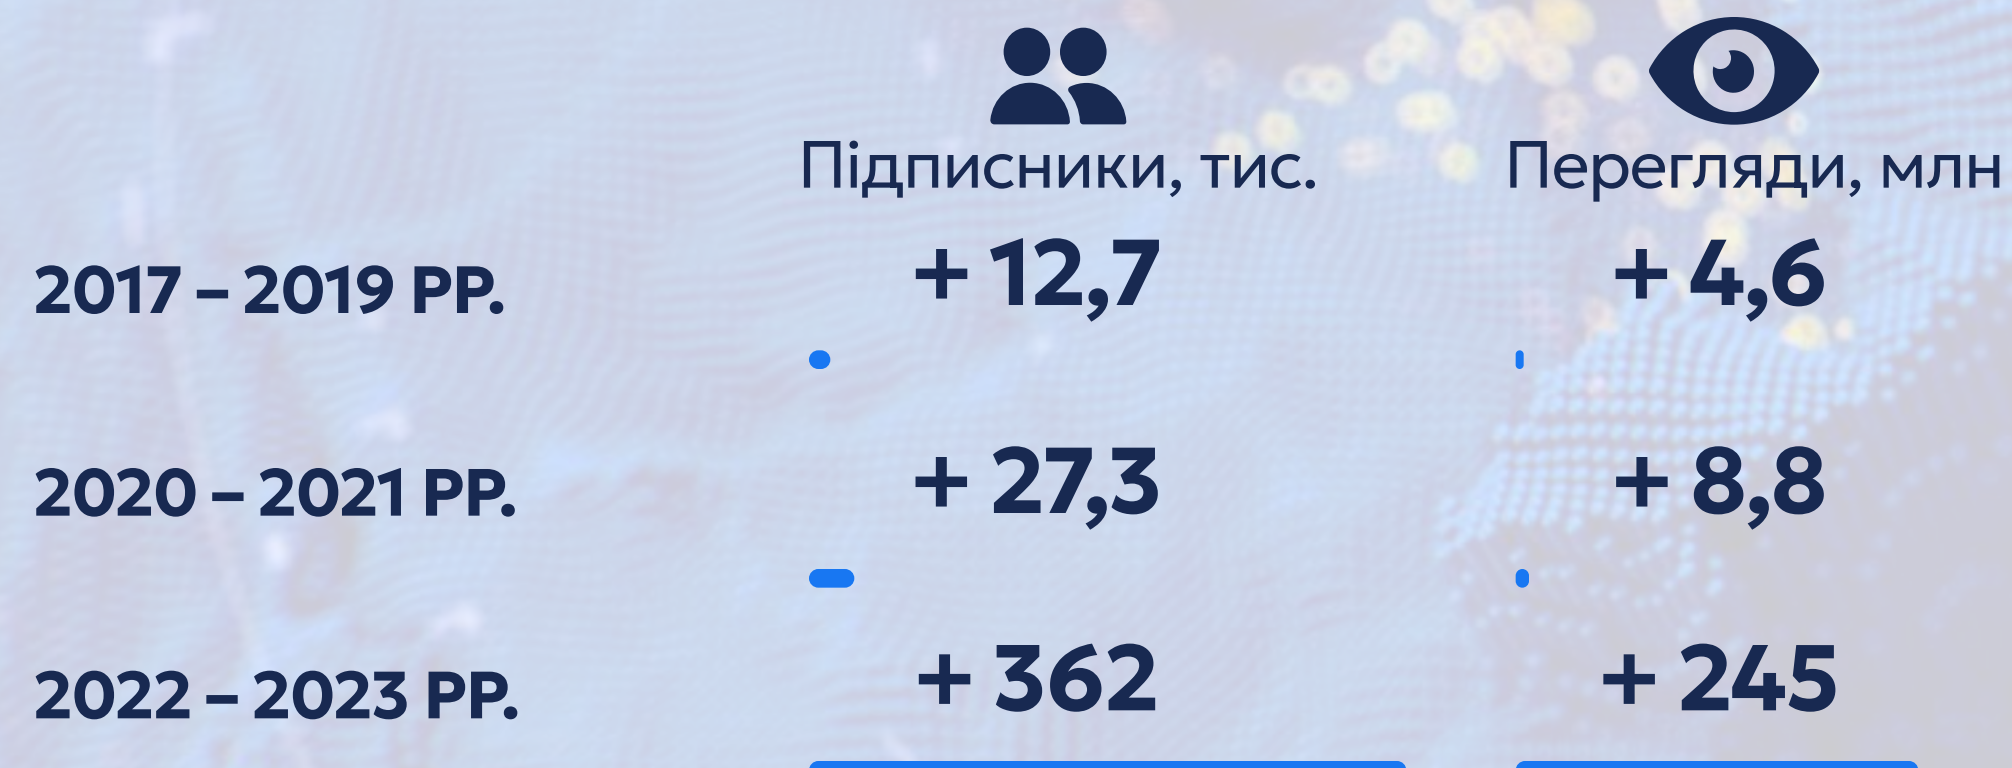 Підписники, тис. Перегляди, млн
2017 – 2019 РР. + 12,7 + 4,6
2020 – 2021 РР. + 27,3 + 8,8
2022 – 2023 РР. + 362 + 245